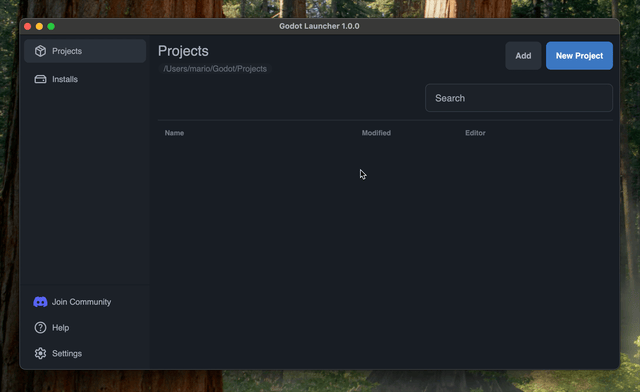 Godot Launcher 1.0.0
Projects
Installs
Projects
/Users/mario/Godot/Projects
Add
New Project
Search
Name Modified Editor
Join Community
Help
Settings